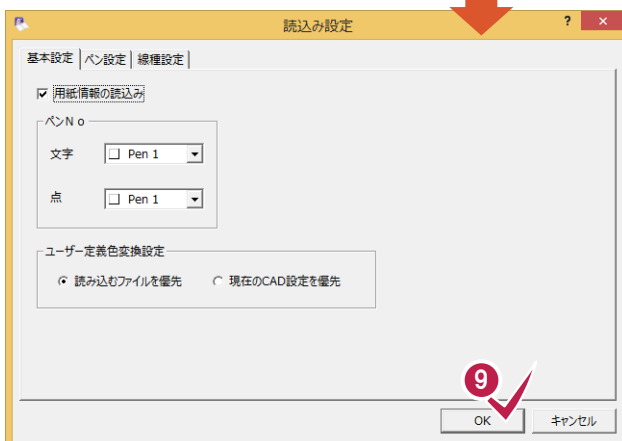 読込み設定
? ×
基本設定 ペン設定 線種設定
用紙情報の読込み
ペンNo
文字 Pen 1
点 Pen 1
ユーザー定義色変換設定
読み込むファイルを優先 現在のCAD設定を優先
9
OK キャンセル